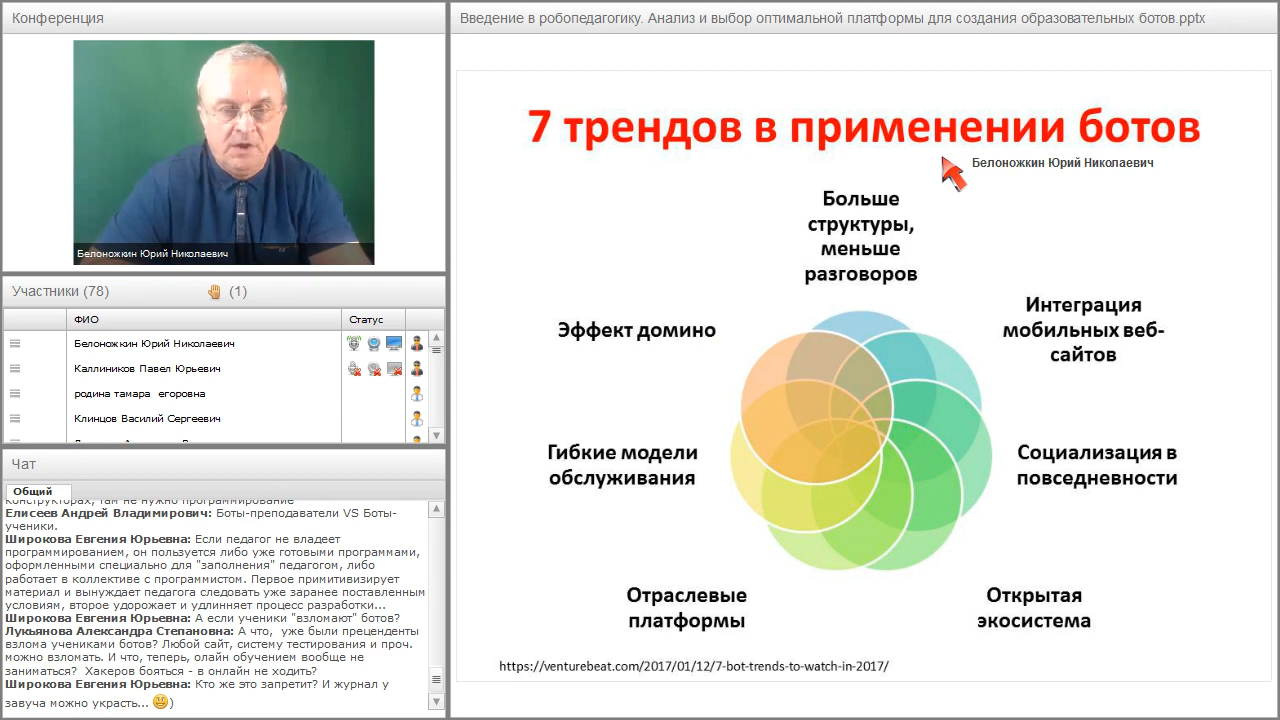 Конференция
Белоножкин Юрий Николаевич
Участники (78)
(1)
ФИО
Статус
Белоножкин Юрий Николаевич
Каллиников Павел Юрьевич
родина тамара егоровна
Клинцов Василий Сергеевич
Чат
Общий
конструкторах, там не нужно программирование
Елисеев Андрей Владимирович: Боты-преподаватели VS Боты-
ученики.
Широкова Евгения Юрьевна: Если педагог не владеет
программированием, он пользуется либо уже готовыми программами,
оформленными специально для "заполнения" педагогом, либо
работает в коллективе с программистом. Первое примитивизирует
материал и вынуждает педагога следовать уже заранее поставленным
условиям, второе удорожает и удлинняет процесс разработки...
Широкова Евгения Юрьевна: А если ученики "взломают" ботов?
Лукьянова Александра Степановна: А что, уже были прецеденты
взлома учениками ботов? Любой сайт, систему тестирования и проч.
можно взломать. И что, теперь, олайн обучением вообще не
заниматься? Хакеров бояться - в онлайн не ходить?
Широкова Евгения Юрьевна: Кто же это запретит? И журнал у
завуча можно украсть... )
Введение в робопедагогику. Анализ и выбор оптимальной платформы для создания образовательных ботов.pptx
7 трендов в применении ботов
Белоножкин Юрий Николаевич
Больше
структуры,
меньше
разговоров
Интеграция
мобильных веб-
сайтов
Социализация в
повседневности
Открытая
экосистема
Отраслевые
платформы
Гибкие модели
обслуживания
Эффект домино
https://venturebeat.com/2017/01/12/7-bot-trends-to-watch-in-2017/